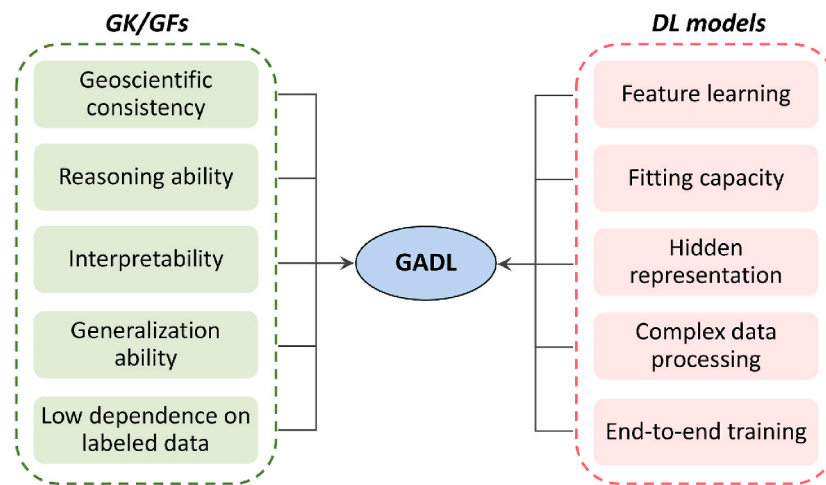 GK/GFs
Geoscientific
consistency
Reasoning ability
Interpretability
Generalization
ability
Low dependence on
labeled data
GADL
DL models
Feature learning
Fitting capacity
Hidden
representation
Complex data
processing
End-to-end training